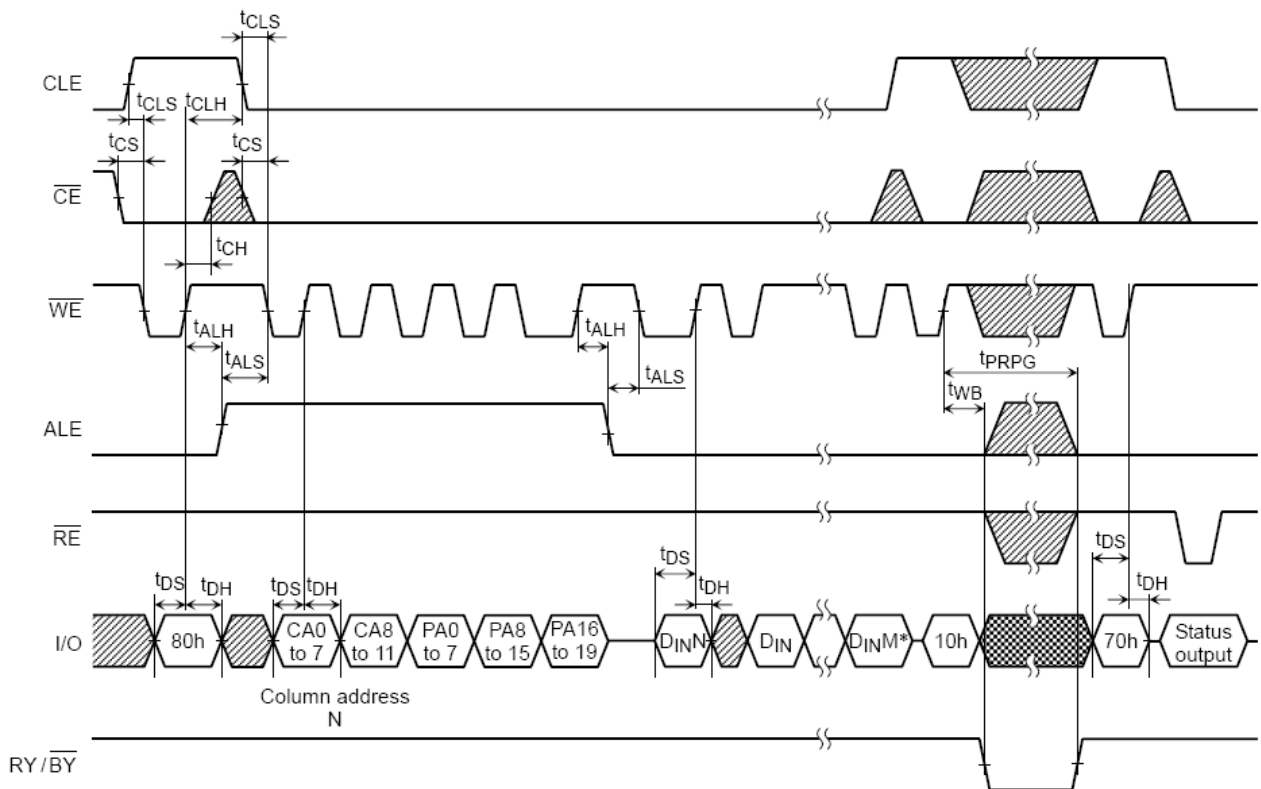 tCLS
CLE
tCLS tCLH
tCS tCS
CE
tCH
WE
tALH tALH
tALS tALS
tPRPG
tWB
ALE
RE
tDS tDH tDS tDH tDS tDH tDS tDH
I/O 80h CA0 to 7 CA8 to 11 PA0 to 7 PA8 to 15 PA16 to 19 DINN DIN DINM* 10h 70h Status output
Column address
N
RY/BY